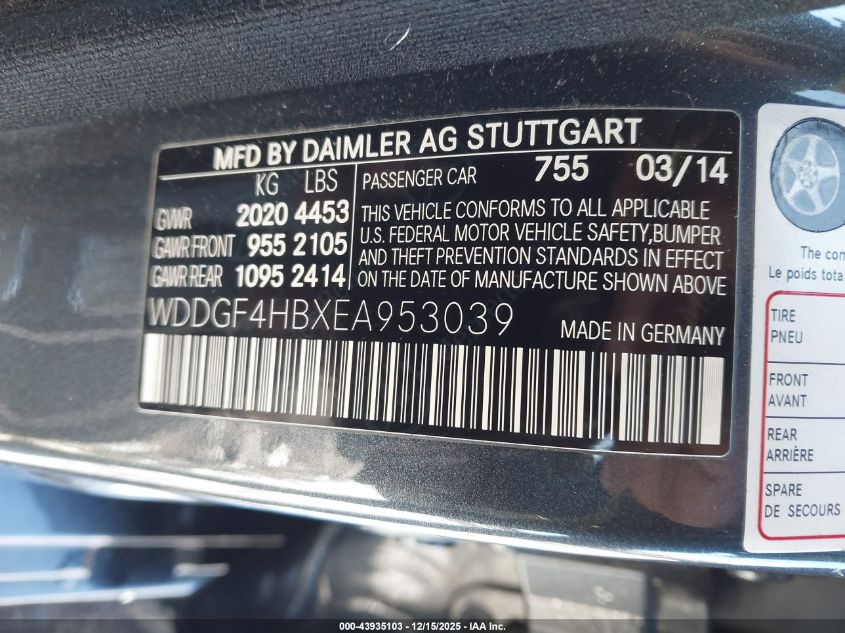 MFD BY DAIMLER AG STUTTGART
KG LBS
GVWR 2020 4453
GAWR FRONT 955 2105
GAWR REAR 1095 2414
PASSENGER CAR 755 03/14
THIS VEHICLE CONFORMS TO ALL APPLICABLE
U.S. FEDERAL MOTOR VEHICLE SAFETY,BUMPER
AND THEFT PREVENTION STANDARDS IN EFFECT
ON THE DATE OF MANUFACTURE SHOWN ABOVE
WDDGF4HBXEA953039
MADE IN GERMANY
The com
Le poids tota
TIRE
PNEU
FRONT
AVANT
REAR
ARRIÈRE
SPARE
DE SECOURS
000-43935103 - 12/15/2025 - IAA Inc.